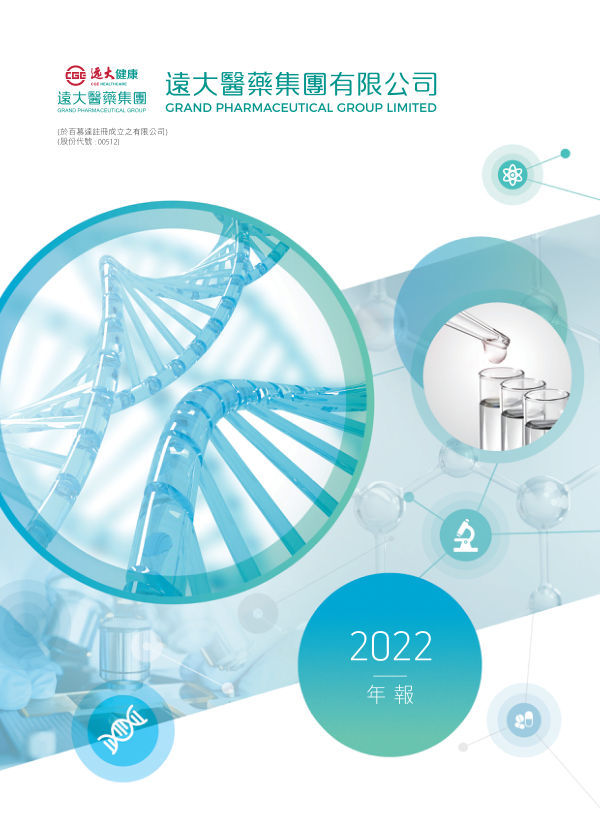 CGE 遠大健康
CGE HEALTHCARE
遠大醫藥集團
GRAND PHARMACEUTICAL GROUP
遠大醫藥集團有限公司
GRAND PHARMACEUTICAL GROUP LIMITED
(於百慕達註冊成立之有限公司)
(股份代號 : 00512)
2022
年報